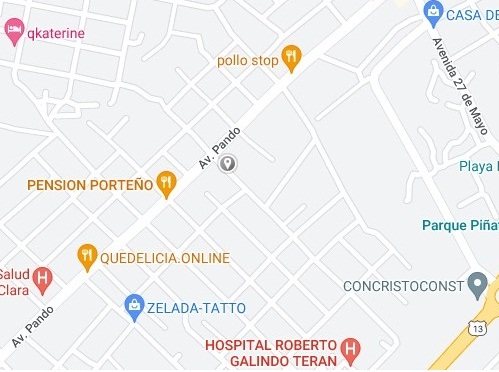 CASA DE
qkaterine
pollo stop
Avenida 27 de Mayo
Av. Pando
Playa
PENSION PORTEÑO
Parque Piña
QUEDELICIA.ONLINE
Salud
Clara
CONCRISTOCONST
ZELADA-TATTO
Av. Pando
13
HOSPITAL ROBERTO
GALINDO TERAN